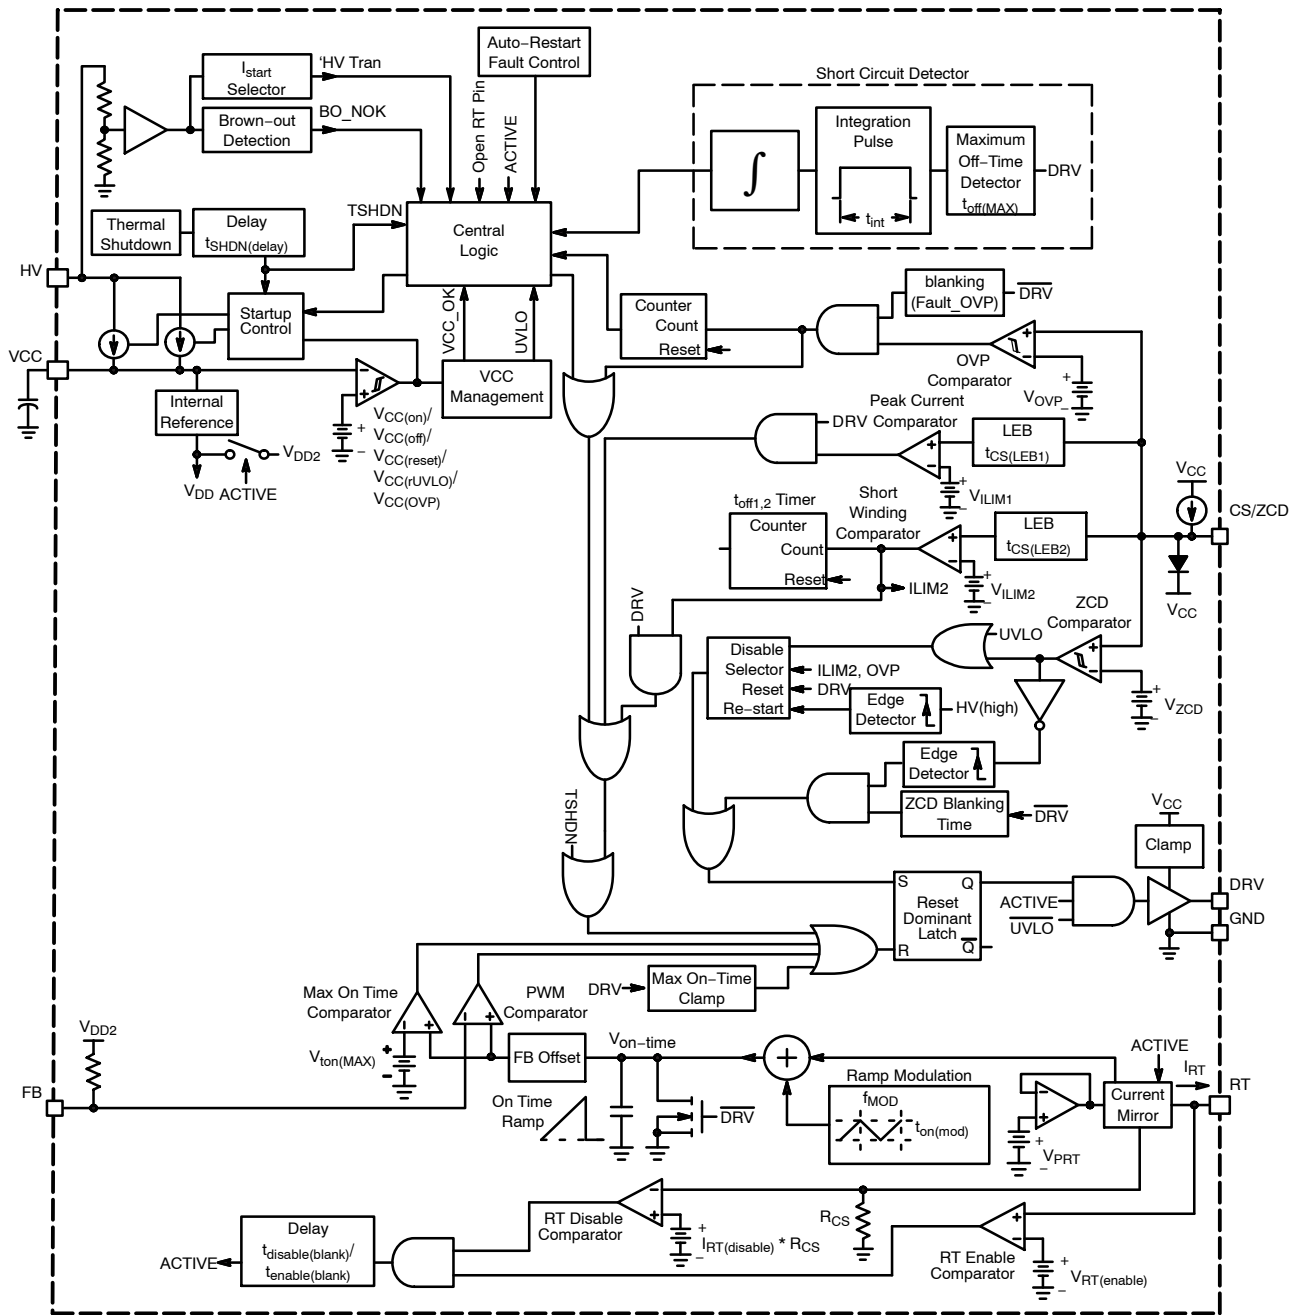 Auto−Restart
Fault Control
Istart
Selector
'HV Tran
Brown−out
Detection
BO_NOK
Open RT Pin
ACTIVE
Short Circuit Detector
∫
Integration
Pulse
tint
Maximum
Off−Time
Detector
toff(MAX)
DRV
Thermal
Shutdown
Delay
tSHDN(delay)
TSHDN
Central
Logic
HV
Startup
Control
VCC_OK
UVLO
Counter
Count
Reset
blanking
(Fault_OVP)
DRV
OVP
Comparator
+
−
VOVP
+
−
VCC
Internal
Reference
VDD
ACTIVE
VDD2
−
+
+
−
VCC(on)/
VCC(off)/
VCC(reset)/
VCC(rUVLO)/
VCC(OVP)
VCC
Management
Peak Current
Comparator
DRV
+
−
LEB
tCS(LEB1)
+
−
VILIM1
VCC
CS/ZCD
VCC
toff1,2 Timer
Counter
Count
Reset
Short
Winding
Comparator
+
−
LEB
tCS(LEB2)
+
−
VILIM2
ILIM2
DRV
Disable
Selector
Reset
Re−start
ILIM2, OVP
DRV
UVLO
ZCD
Comparator
+
−
+
−
VZCD
Edge
Detector
HV(high)
Edge
Detector
ZCD Blanking
Time
DRV
TSHDN
S
Q
Reset
Dominant
Latch
R
Q
ACTIVE
UVLO
VCC
Clamp
DRV
GND
DRV
Max On−Time
Clamp
Max On Time
Comparator
−
+
PWM
Comparator
−
+
Vton(MAX)
+
−
VDD2
FB
FB Offset
Von−time
On Time
Ramp
DRV
+
Ramp Modulation
fMOD
ton(mod)
ACTIVE
IRT
RT
Current
Mirror
−
+
+
−
VPRT
RT Disable
Comparator
−
+
+
−
IRT(disable) * RCS
RCS
RT Enable
Comparator
+
−
+
−
VRT(enable)
ACTIVE
Delay
tdisable(blank)/
tenable(blank)